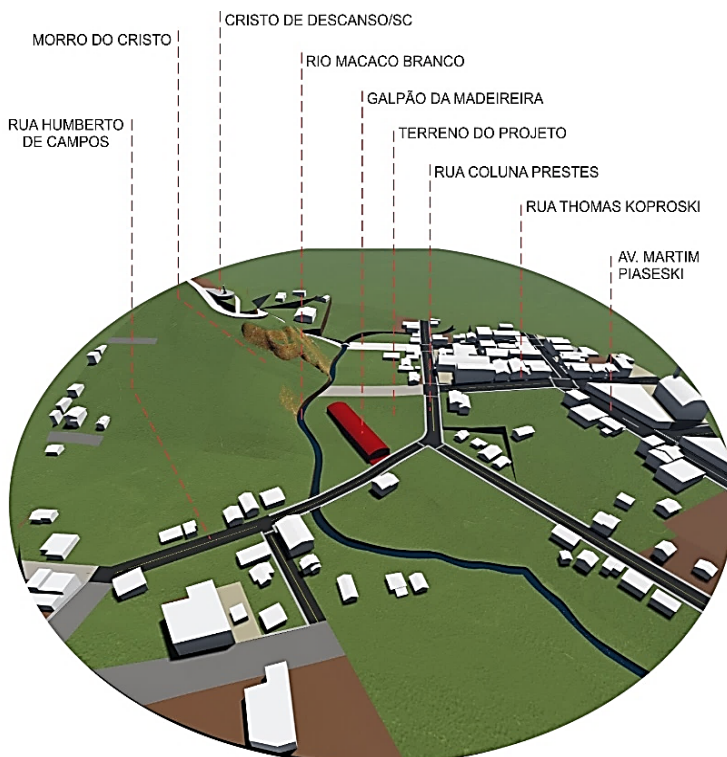 CRISTO DE DESCANSO/SC
MORRO DO CRISTO
RIO MACACO BRANCO
GALPÃO DA MADEIREIRA
RUA HUMBERTO
DE CAMPOS
TERRENO DO PROJETO
RUA COLUNA PRESTES
RUA THOMAS KOPROSKI
AV. MARTIM
PIASESKI